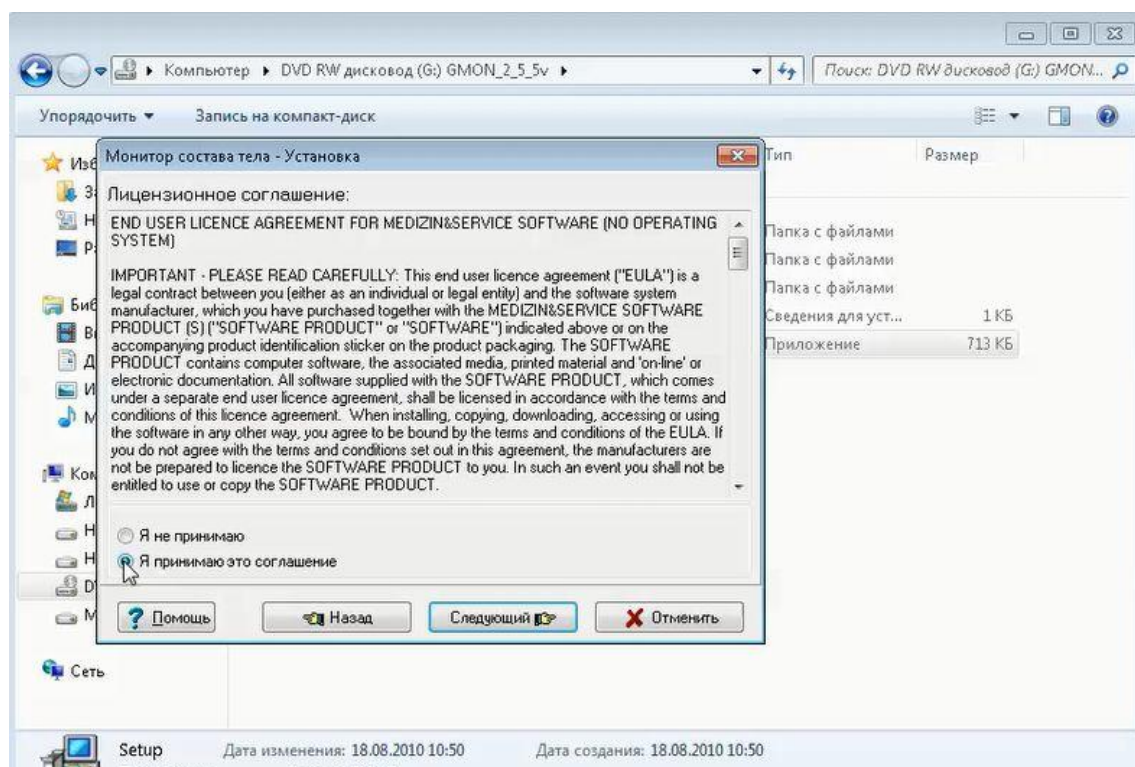 Компьютер ▸ DVD RW дисковод (G:) GMON_2_5_5v ▸
Поиск: DVD RW дисковод (G:) GMON...
Упорядочить ▾ Запись на компакт-диск
Тип Размер
Монитор состава тела - Установка
Лицензионное соглашение:
END USER LICENCE AGREEMENT FOR MEDIZIN&SERVICE SOFTWARE (NO OPERATING
SYSTEM)
IMPORTANT - PLEASE READ CAREFULLY: This end user licence agreement ("EULA") is a
legal contract between you (either as an individual or legal entity) and the software system
manufacturer, which you have purchased together with the MEDIZIN&SERVICE SOFTWARE
PRODUCT (S) ("SOFTWARE PRODUCT" or "SOFTWARE") indicated above or on the
accompanying product identification sticker on the product packaging. The SOFTWARE
PRODUCT contains computer software, the associated media, printed material and 'on-line' or
electronic documentation. All software supplied with the SOFTWARE PRODUCT, which comes
under a separate end user licence agreement, shall be licensed in accordance with the terms and
conditions of this licence agreement. When installing, copying, downloading, accessing or using
the software in any other way, you agree to be bound by the terms and conditions of the EULA. If
you do not agree with the terms and conditions set out in this agreement, the manufacturers are
not be prepared to licence the SOFTWARE PRODUCT to you. In such an event you shall not be
entitled to use or copy the SOFTWARE PRODUCT.
Я не принимаю
Я принимаю это соглашение
? Помощь Назад Следующий Отменить
Папка с файлами
Папка с файлами
Папка с файлами
Сведения для уст... 1 КБ
Приложение 713 КБ
Изб
Биб
Ком
Сеть
Setup Дата изменения: 18.08.2010 10:50 Дата создания: 18.08.2010 10:50